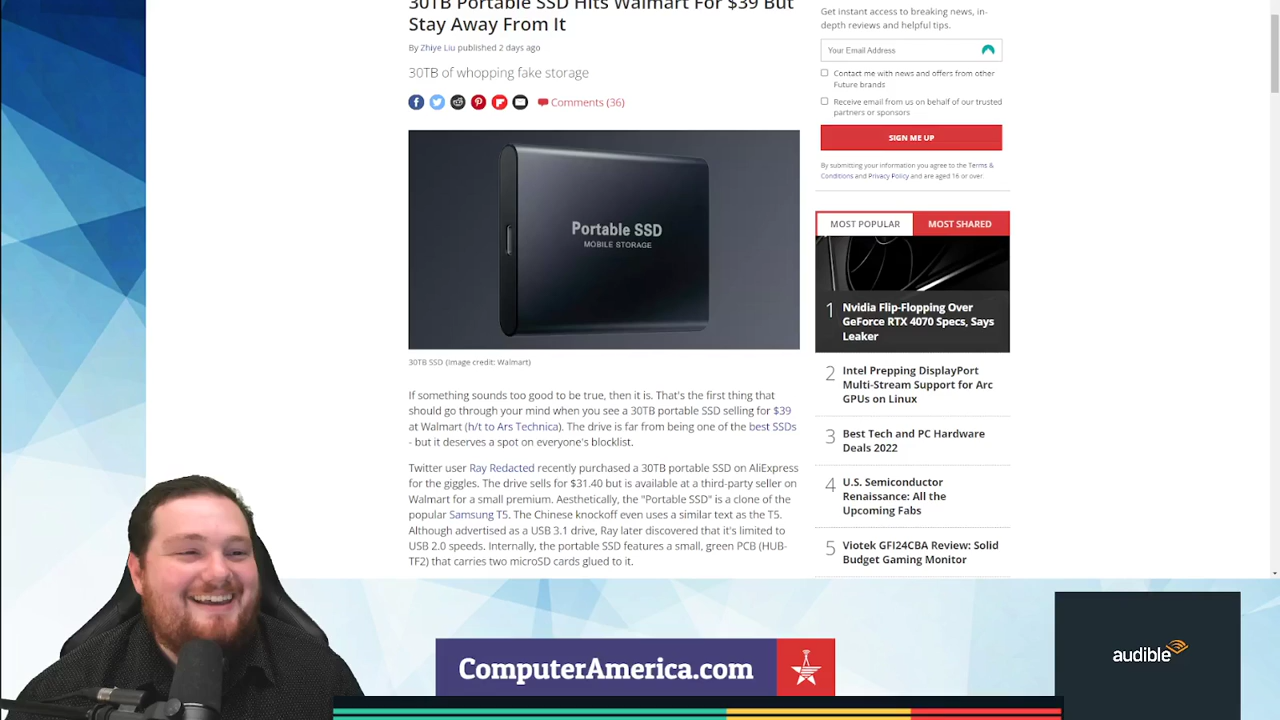 30TB Portable SSD Hits Walmart For $39 But
Stay Away From It
By Zhiye Liu published 2 days ago
30TB of whopping fake storage
Comments (36)
Portable SSD
MOBILE STORAGE
30TB SSD (Image credit: Walmart)
If something sounds too good to be true, then it is. That's the first thing that
should go through your mind when you see a 30TB portable SSD selling for $39
at Walmart (h/t to Ars Technica). The drive is far from being one of the best SSDs
- but it deserves a spot on everyone's blocklist.
Twitter user Ray Redacted recently purchased a 30TB portable SSD on AliExpress
for the giggles. The drive sells for $31.40 but is available at a third-party seller on
Walmart for a small premium. Aesthetically, the "Portable SSD" is a clone of the
popular Samsung T5. The Chinese knockoff even uses a similar text as the T5.
Although advertised as a USB 3.1 drive, Ray later discovered that it's limited to
USB 2.0 speeds. Internally, the portable SSD features a small, green PCB (HUB-
TF2) that carries two microSD cards glued to it.
Get instant access to breaking news, in-
depth reviews and helpful tips.
Your Email Address
Contact me with news and offers from other
Future brands
Receive email from us on behalf of our trusted
partners or sponsors
SIGN ME UP
By submitting your information you agree to the Terms &
Conditions and Privacy Policy and are aged 16 or over.
MOST POPULAR
MOST SHARED
1
Nvidia Flip-Flopping Over
GeForce RTX 4070 Specs, Says
Leaker
2
Intel Prepping DisplayPort
Multi-Stream Support for Arc
GPUs on Linux
3
Best Tech and PC Hardware
Deals 2022
4
U.S. Semiconductor
Renaissance: All the
Upcoming Fabs
5
Viotek GFI24CBA Review: Solid
Budget Gaming Monitor
ComputerAmerica.com
audible